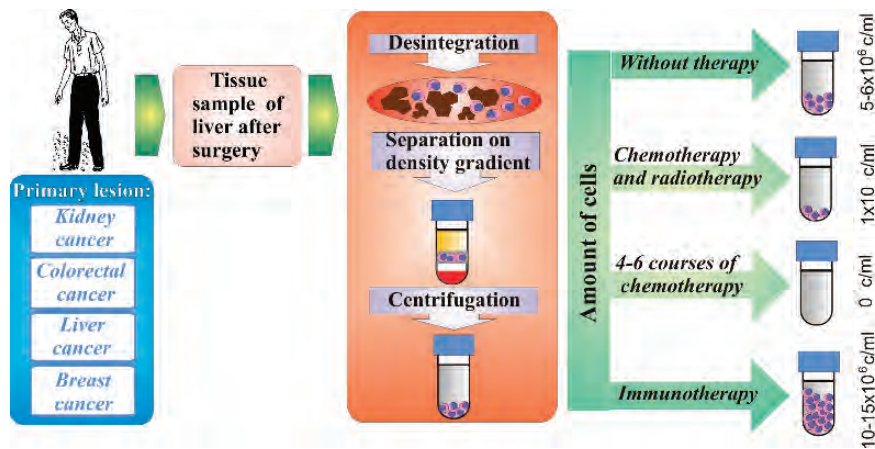 Primary lesion:
Kidney
cancer
Colorectal
cancer
Liver
cancer
Breast
cancer
Tissue
sample of
liver after
surgery
Desintegration
Separation on
density gradient
Centrifugation
Amount of cells
Without therapy
5-6x10⁶ c/ml
Chemotherapy
and radiotherapy
1x10 c/ml
4-6 courses of
chemotherapy
0 c/ml
Immunotherapy
10-15x10⁶ c/ml